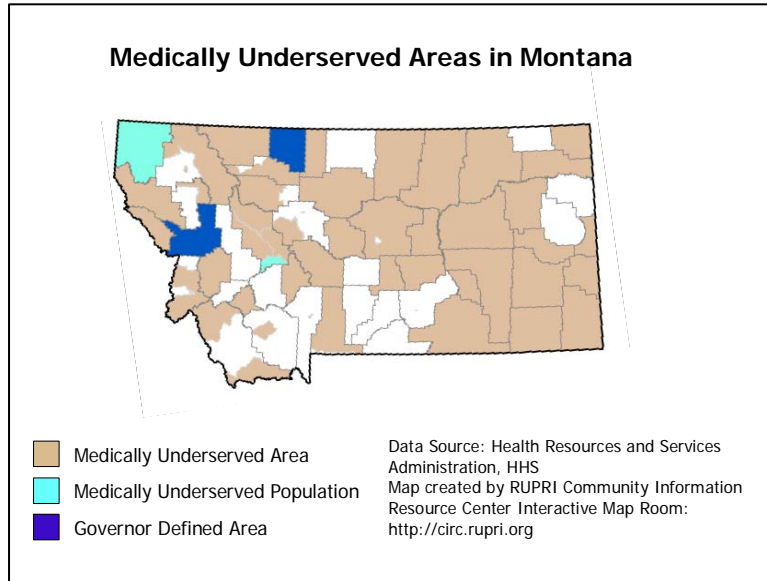 Medically Underserved Areas in Montana
Medically Underserved Area
Medically Underserved Population
Governor Defined Area
Data Source: Health Resources and Services
Administration, HHS
Map created by RUPRI Community Information
Resource Center Interactive Map Room:
http://circ.rupri.org